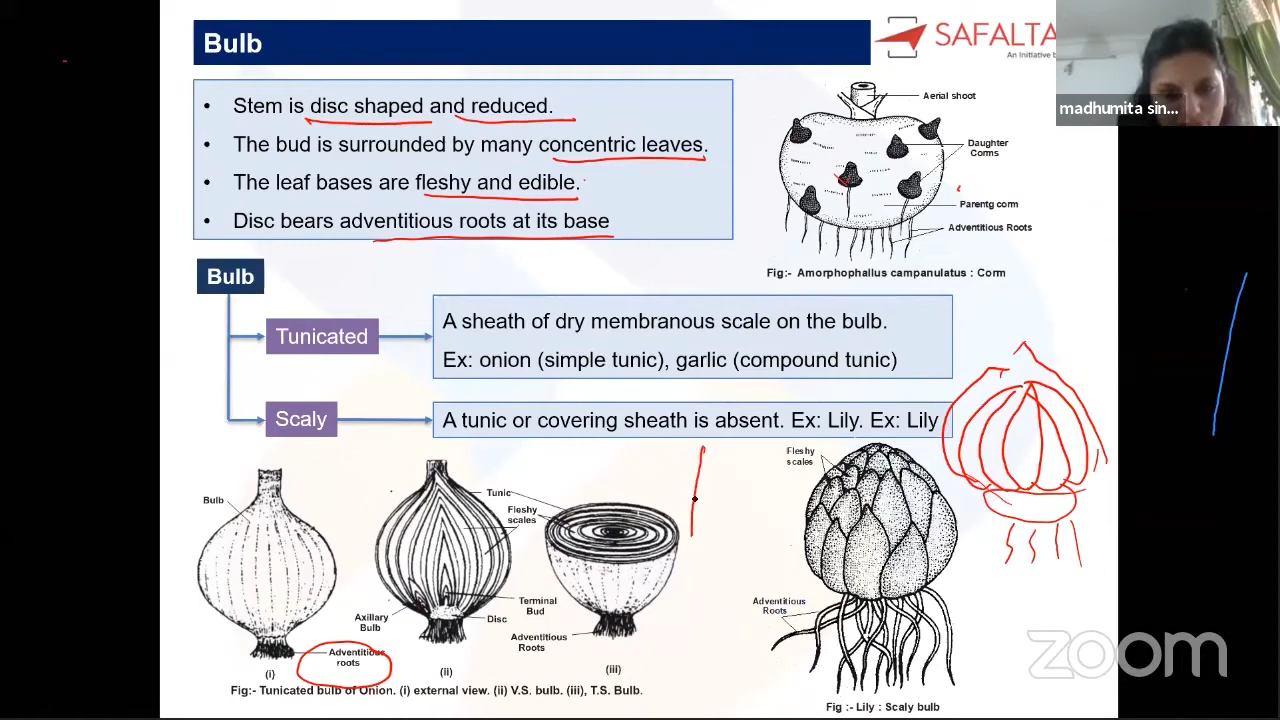 Bulb
SAFALTA
An Initiative b
madhumita sin...
• Stem is disc shaped and reduced.
• The bud is surrounded by many concentric leaves.
• The leaf bases are fleshy and edible.
• Disc bears adventitious roots at its base
Aerial shoot
Daughter
Corms
Parentg corm
Adventitious Roots
Fig:- Amorphophallus campanulatus : Corm
Bulb
Tunicated
A sheath of dry membranous scale on the bulb.
Ex: onion (simple tunic), garlic (compound tunic)
Scaly
A tunic or covering sheath is absent. Ex: Lily. Ex: Lily
Bulb
Adventitious
roots
(i)
Tunic
Fleshy
scales
Terminal
Bud
Axillary
Bulb
Disc
(ii)
Adventitious
Roots
(iii)
Fig:- Tunicated bulb of Onion. (i) external view. (ii) V.S. bulb. (iii), T.S. Bulb.
Fleshy
scales
Adventitious
Roots
Fig :- Lily : Scaly bulb
zoom